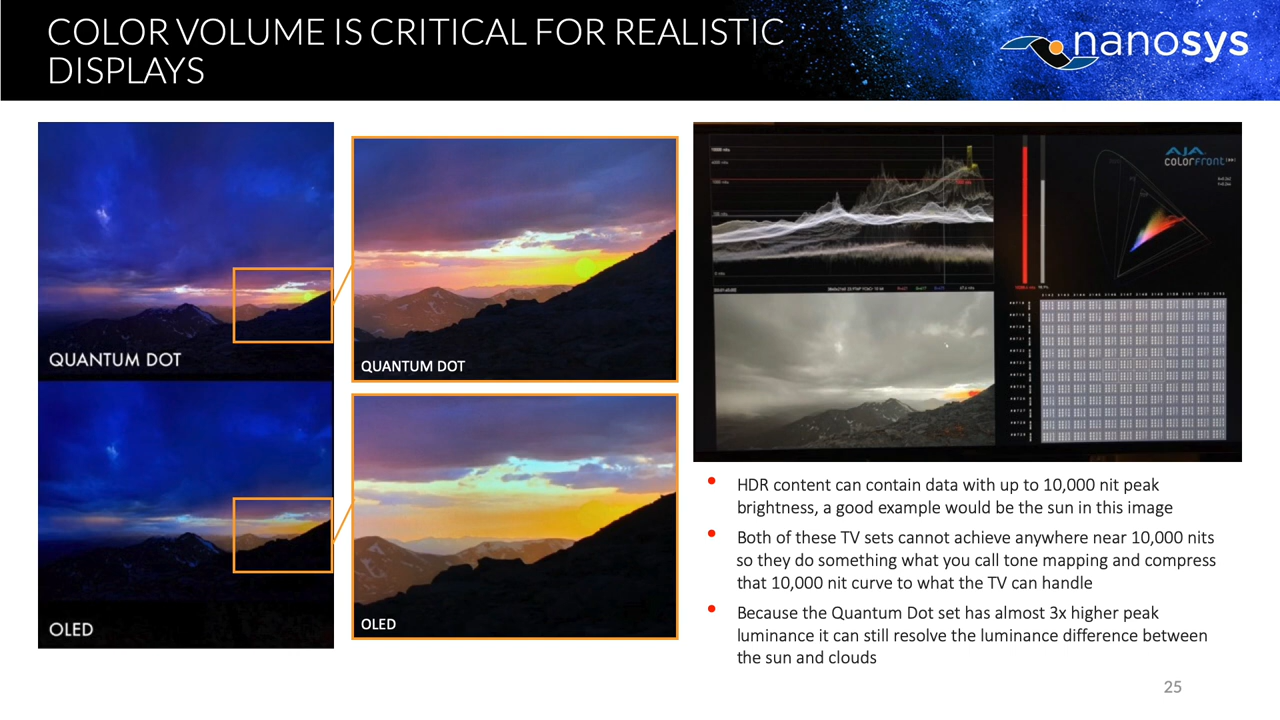 COLOR VOLUME IS CRITICAL FOR REALISTIC
DISPLAYS
nanosys
QUANTUM DOT
OLED
QUANTUM DOT
OLED
AJA
COLORFRONT
HDR content can contain data with up to 10,000 nit peak
brightness, a good example would be the sun in this image
Both of these TV sets cannot achieve anywhere near 10,000 nits
so they do something what you call tone mapping and compress
that 10,000 nit curve to what the TV can handle
Because the Quantum Dot set has almost 3x higher peak
luminance it can still resolve the luminance difference between
the sun and clouds
25